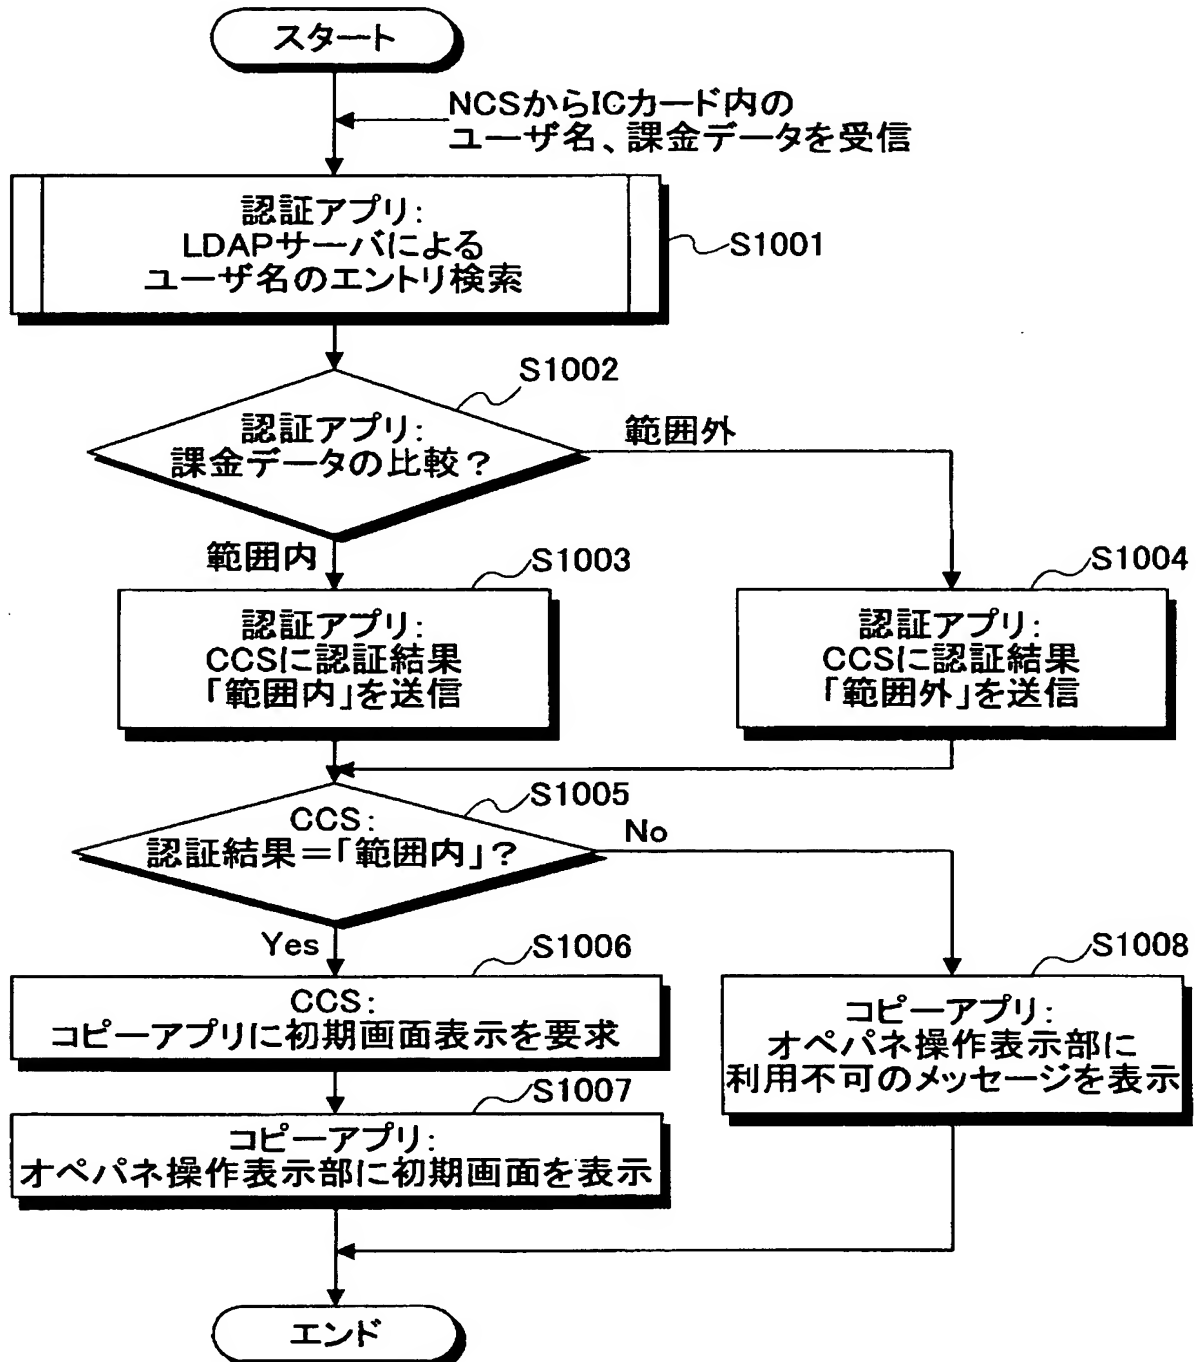 スタート
NCSからICカード内の
ユーザ名、課金データを受信
認証アプリ:
LDAPサーバによる
ユーザ名のエントリ検索
S1001
S1002
認証アプリ:
課金データの比較?
範囲外
範囲内
S1003
認証アプリ:
CCSに認証結果
「範囲内」を送信
S1004
認証アプリ:
CCSに認証結果
「範囲外」を送信
S1005
CCS:
認証結果=「範囲内」?
No
Yes
S1006
CCS:
コピーアプリに初期画面表示を要求
S1007
コピーアプリ:
オペパネ操作表示部に初期画面を表示
S1008
コピーアプリ:
オペパネ操作表示部に
利用不可のメッセージを表示
エンド